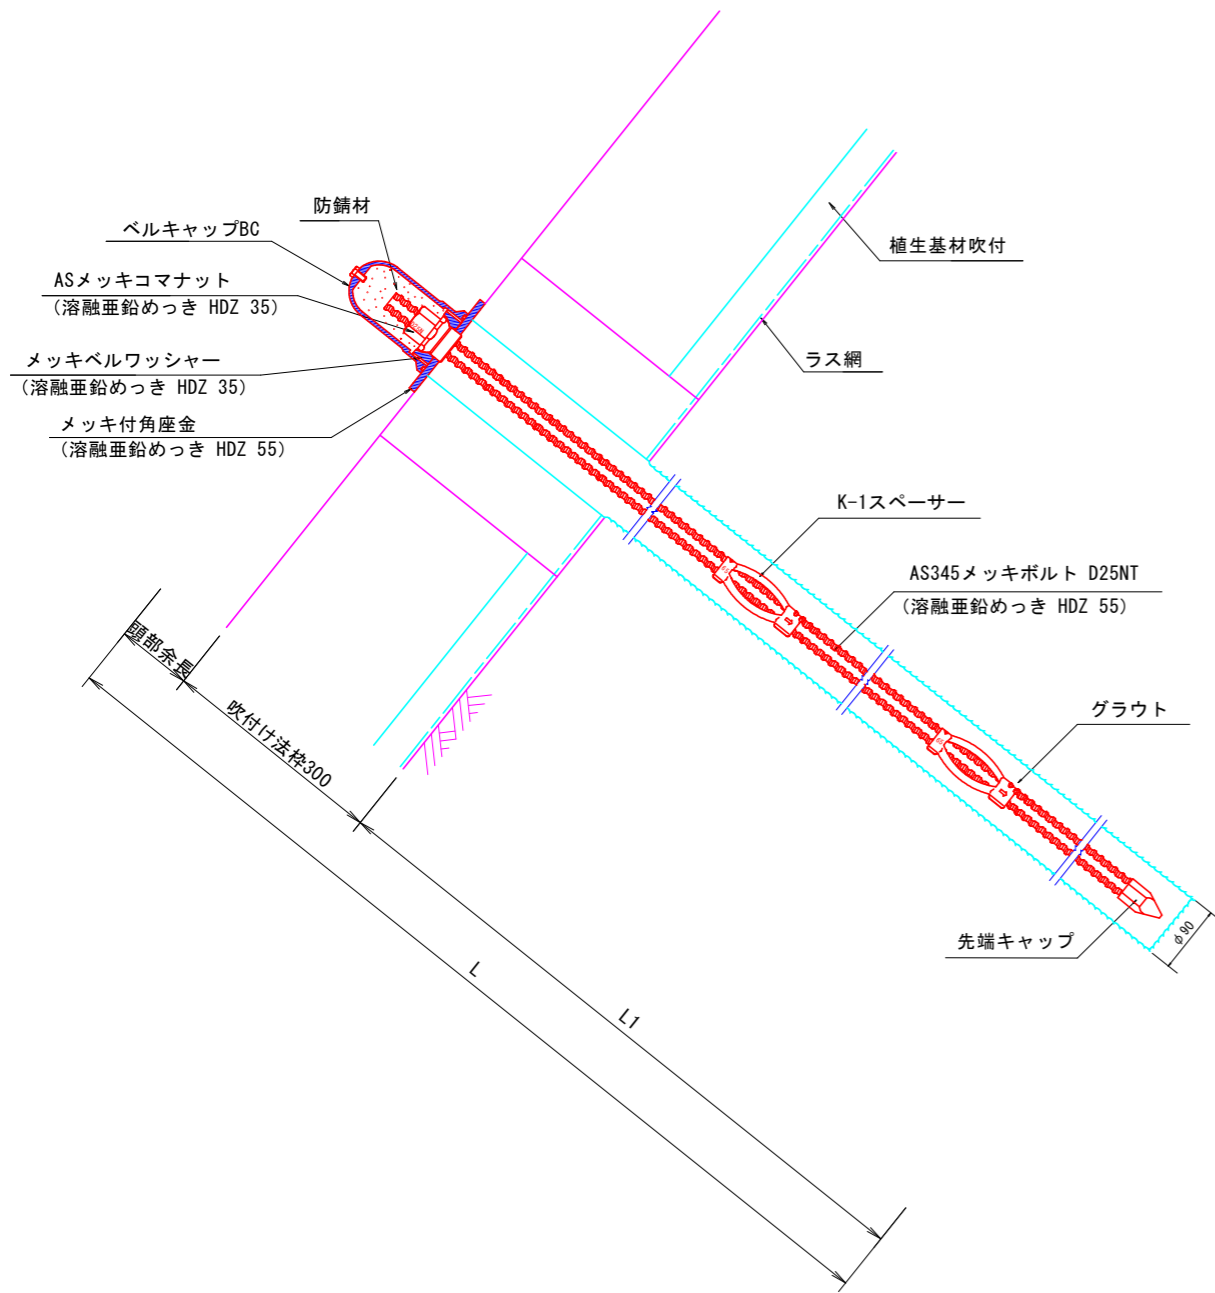 防錆材
ベルキャップBC
ASメッキコマナット
(溶融亜鉛めっき HDZ 35)
メッキベルワッシャー
(溶融亜鉛めっき HDZ 35)
メッキ付角座金
(溶融亜鉛めっき HDZ 55)
植生基材吹付
ラス網
K-1スペーサー
AS345メッキボルト D25NT
(溶融亜鉛めっき HDZ 55)
グラウト
先端キャップ
φ90
頭部余長
吹付け法枠300
L
L1